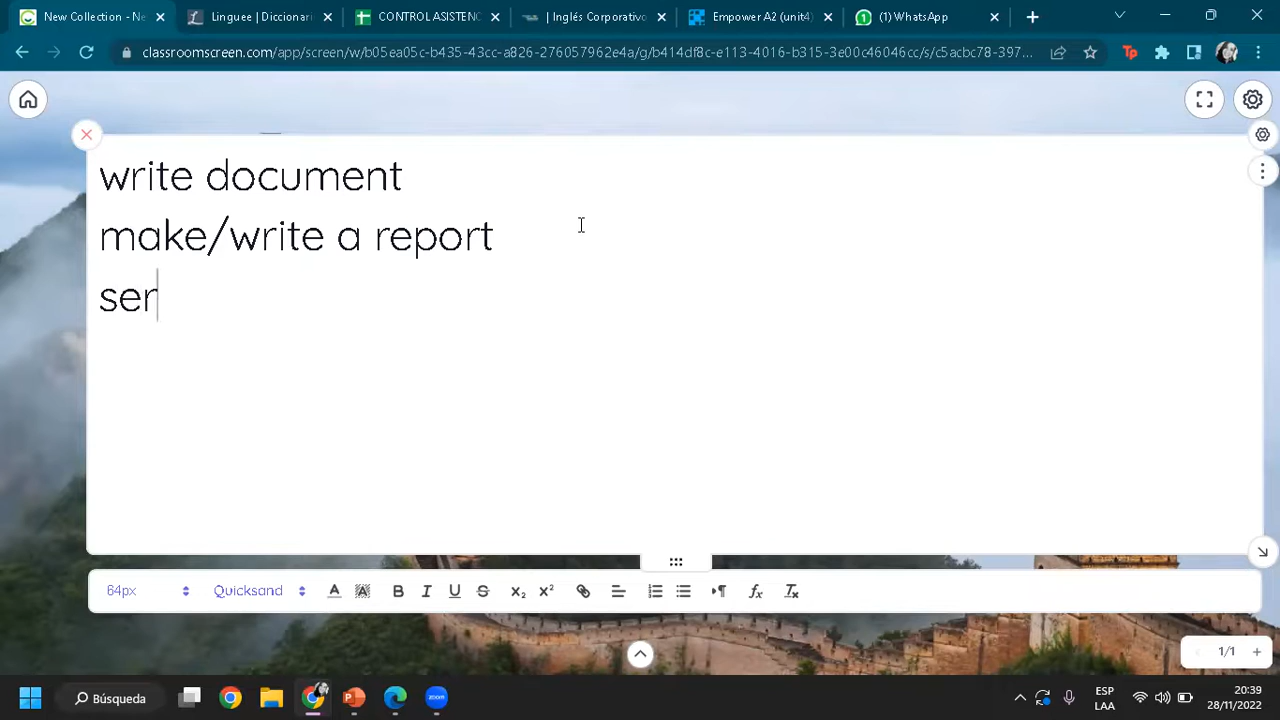 New Collection - Ne
Linguee | Diccionari
CONTROL ASISTENC
| Inglés Corporativo
Empower A2 (unit4)
(1) WhatsApp
classroomscreen.com/app/screen/w/b05ea05c-b435-43cc-a826-276057962e4a/g/b414df8c-e113-4016-b315-3e00c46046cc/s/c5acbc78-397...
write document
make/write a report
ser
64px
Quicksand
1/1
Búsqueda
zoom
ESP
LAA
20:39
28/11/2022